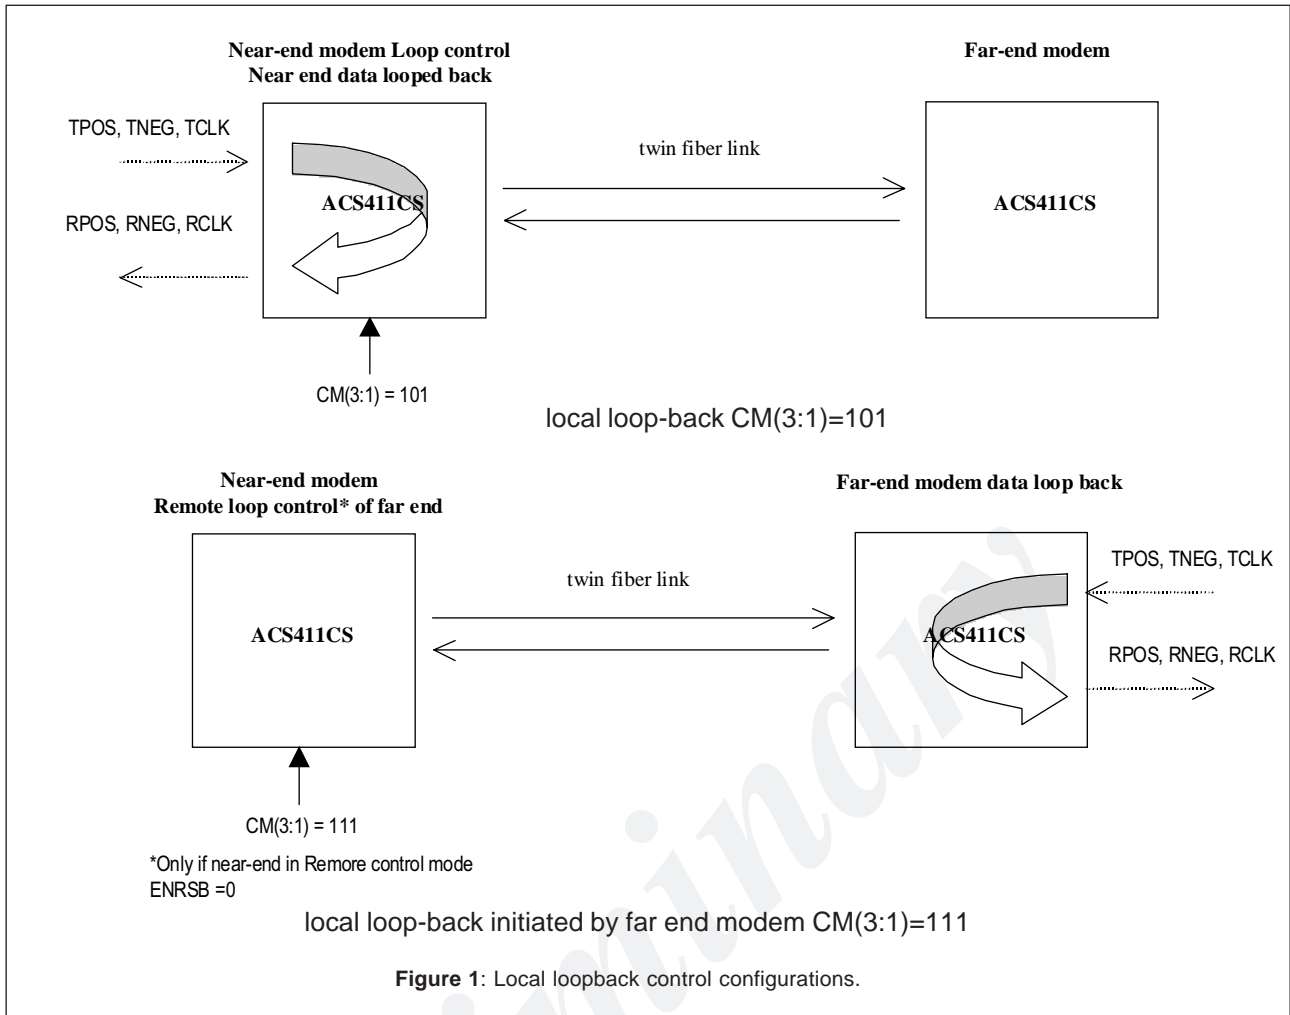 Near-end modem Loop control
Near end data looped back
Far-end modem
TPOS, TNEG, TCLK
twin fiber link
ACS411CS
ACS411CS
RPOS, RNEG, RCLK
CM(3:1) = 101
local loop-back CM(3:1)=101
Near-end modem
Remote loop control* of far end
Far-end modem data loop back
TPOS, TNEG, TCLK
twin fiber link
ACS411CS
ACS411CS
RPOS, RNEG, RCLK
CM(3:1) = 111
*Only if near-end in Remore control mode
ENRSB =0
local loop-back initiated by far end modem CM(3:1)=111
Figure 1: Local loopback control configurations.
iminary